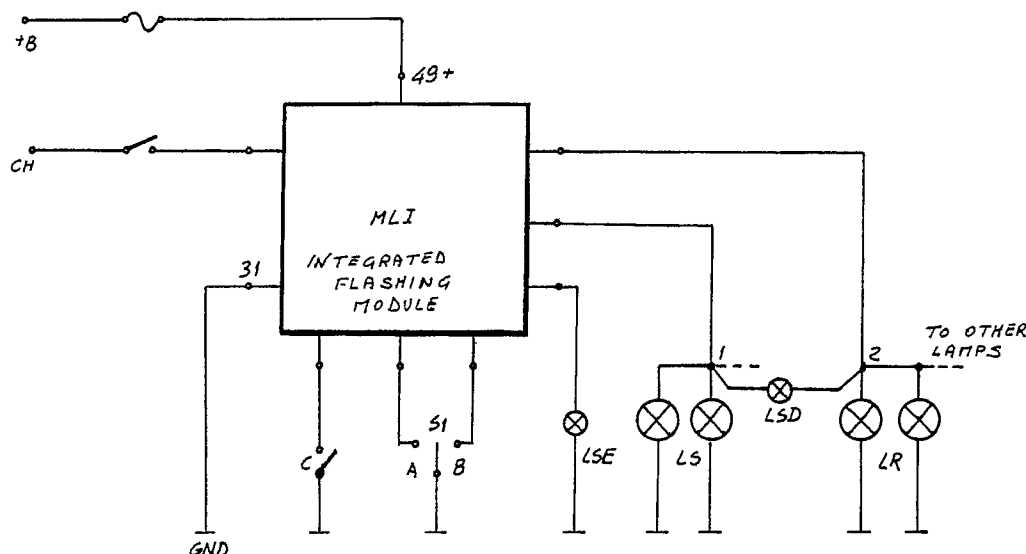 +B
49+
CH
MLI
INTEGRATED
FLASHING
MODULE
31
1
2
TO OTHER
LAMPS
LSD
C
A
S1
B
LSE
LS
LR
GND